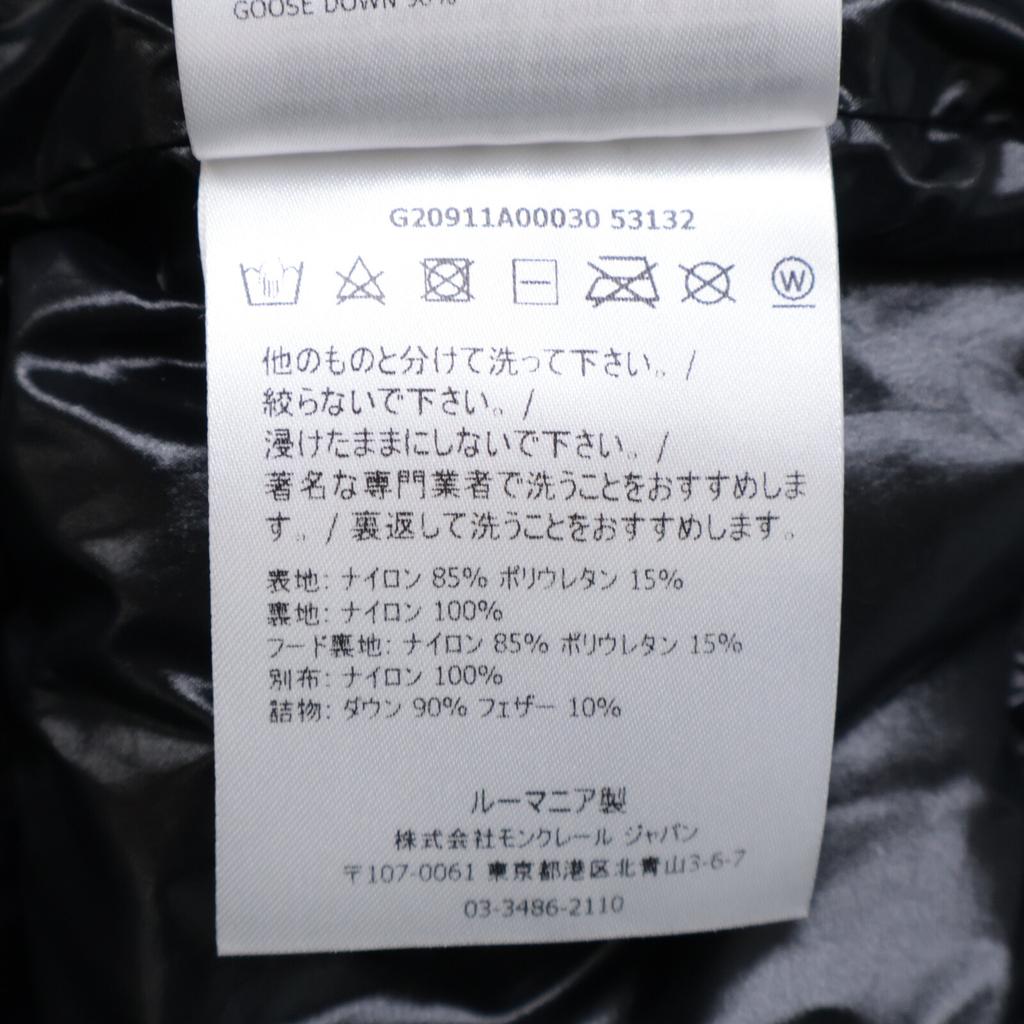 GOOSE DOWN 90%
G20911A00030 53132
W
他のものと分けて洗って下さい。/
絞らないで下さい。/
浸けたままにしないで下さい。/
著名な専門業者で洗うことをおすすめしま
す。/ 裏返して洗うことをおすすめします。
表地: ナイロン 85% ポリウレタン 15%
裏地: ナイロン 100%
フード裏地: ナイロン 85% ポリウレタン 15%
別布: ナイロン 100%
詰物: ダウン 90% フェザー 10%
ルーマニア製
株式会社モンクレール ジャパン
〒107-0061 東京都港区北青山3-6-7
03-3486-2110